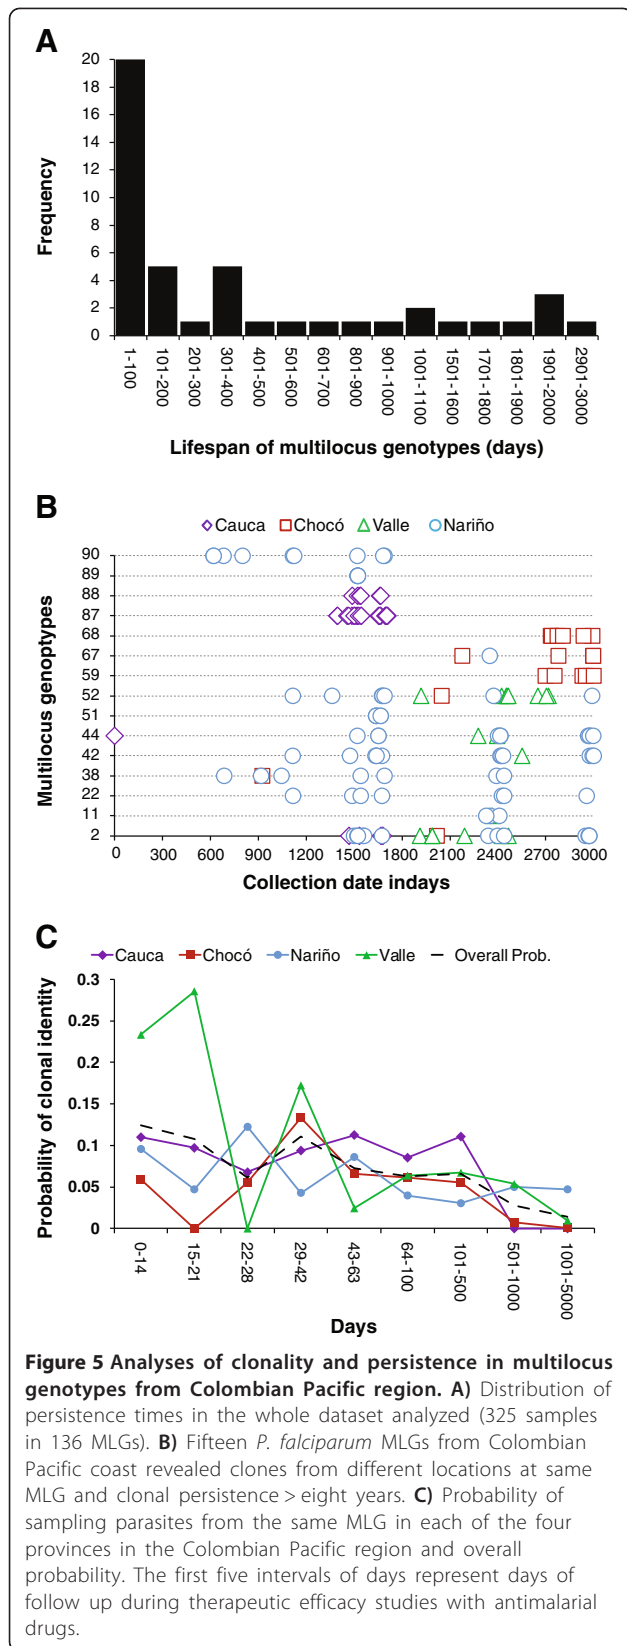 A
20
18
16
14
12
10
8
6
4
2
0
Frequency
1-100
101-200
201-300
301-400
401-500
501-600
601-700
801-900
901-1000
1001-1100
1501-1600
1701-1800
1801-1900
1901-2000
2901-3000
Lifespan of multilocus genotypes (days)
B
Cauca Chocó Valle Nariño
90
89
88
87
68
67
59
52
51
44
42
38
22
11
2
Multilocus genoptypes
0 300 600 900 1200 1500 1800 2100 2400 2700 3000
Collection date indays
C
Cauca Chocó Nariño Valle Overall Prob.
0.3
0.25
0.2
0.15
0.1
0.05
0
Probability of clonal identity
0-14
15-21
22-28
29-42
43-63
64-100
101-500
501-1000
1001-5000
Days
Figure 5 Analyses of clonality and persistence in multilocus
genotypes from Colombian Pacific region. A) Distribution of
persistence times in the whole dataset analyzed (325 samples
in 136 MLGs). B) Fifteen P. falciparum MLGs from Colombian
Pacific coast revealed clones from different locations at same
MLG and clonal persistence > eight years. C) Probability of
sampling parasites from the same MLG in each of the four
provinces in the Colombian Pacific region and overall
probability. The first five intervals of days represent days of
follow up during therapeutic efficacy studies with antimalarial
drugs.